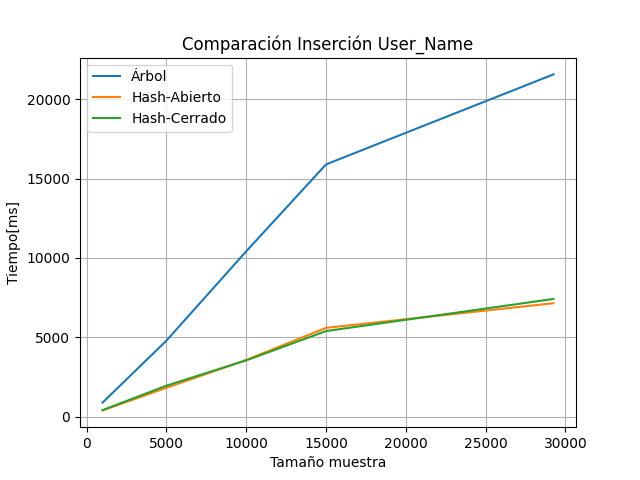 Comparación Inserción User_Name
Árbol
Hash-Abierto
Hash-Cerrado
20000
15000
10000
5000
0
Tiempo[ms]
0 5000 10000 15000 20000 25000 30000
Tamaño muestra